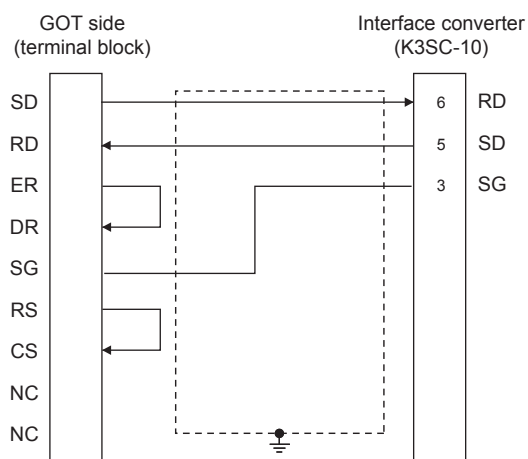 GOT side
(terminal block)
Interface converter
(K3SC-10)
SD
6
RD
RD
5
SD
ER
3
SG
DR
SG
RS
CS
NC
NC